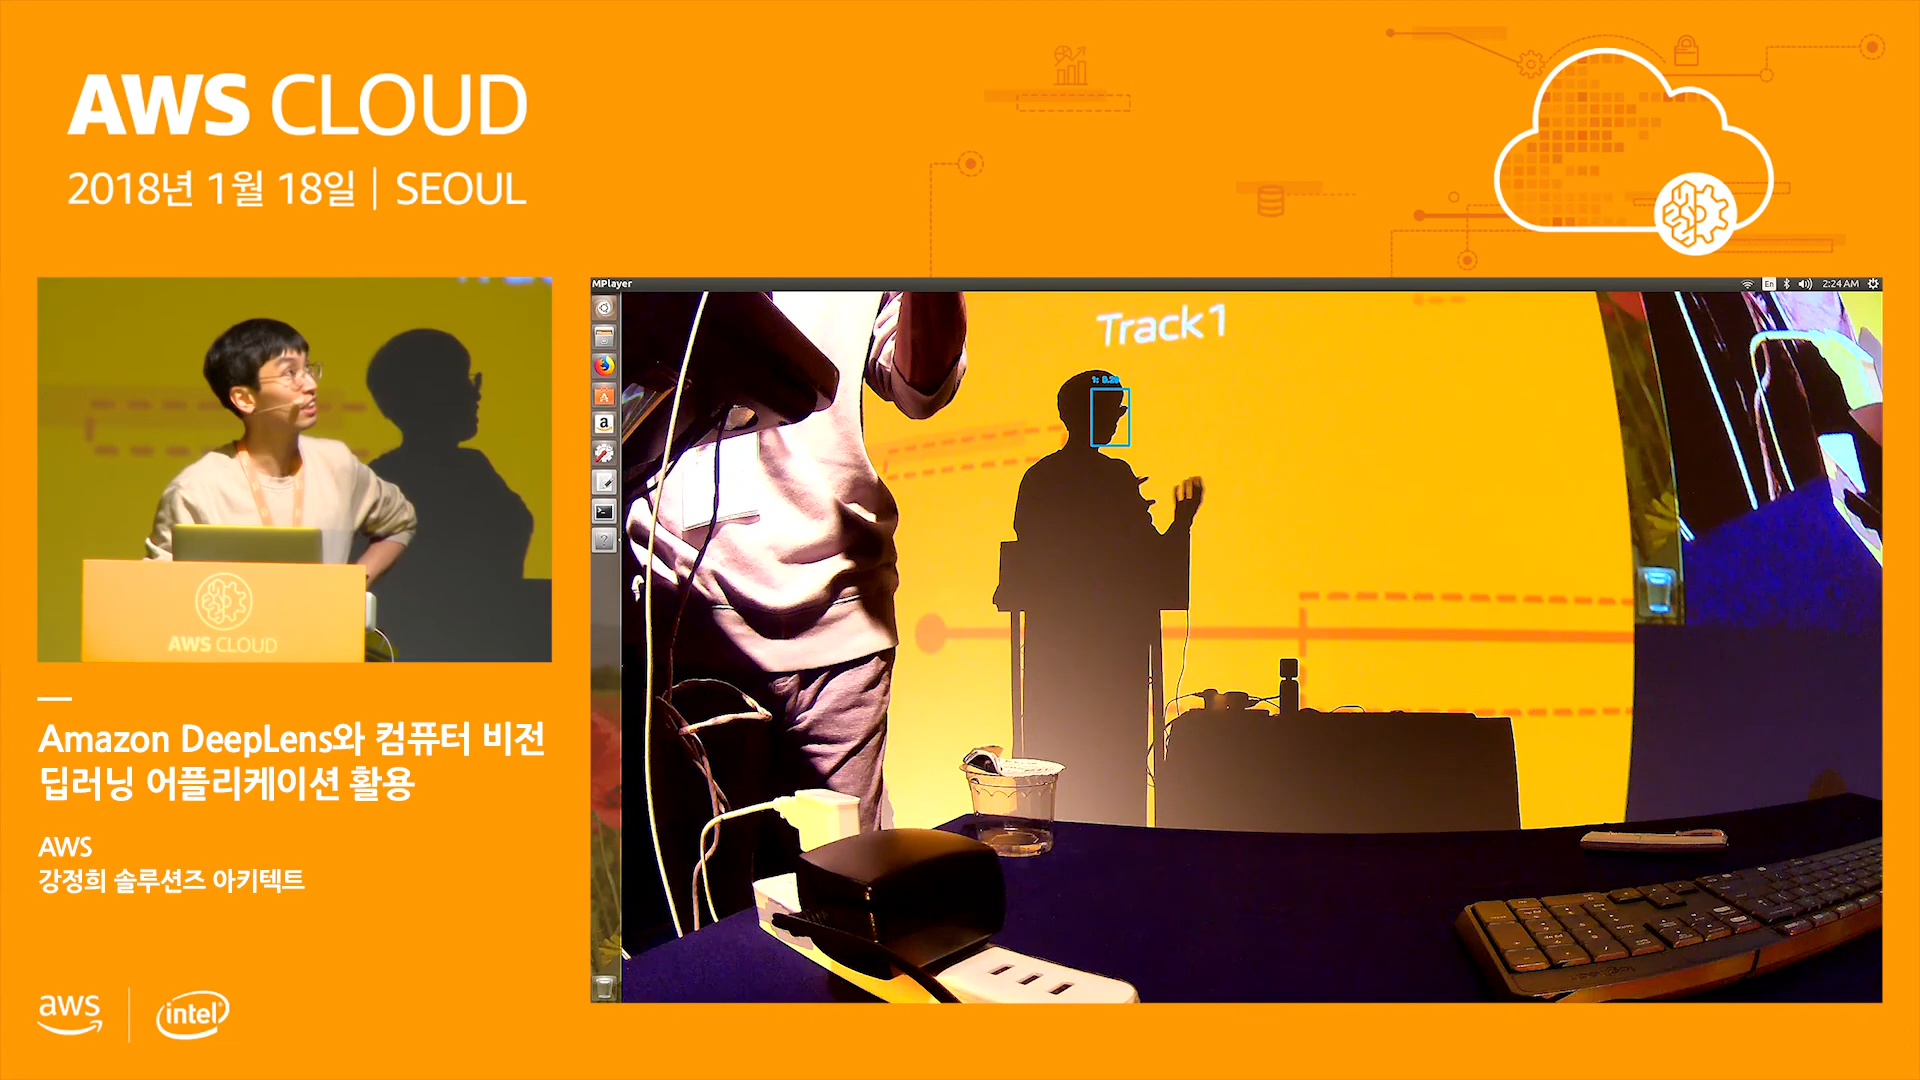 AWS CLOUD
2018년 1월 18일 | SEOUL
MPlayer
En
2:24 AM
Track1
AWS CLOUD
Amazon DeepLens와 컴퓨터 비전
딥러닝 어플리케이션 활용
AWS
강정희 솔루션즈 아키텍트
aws
intel